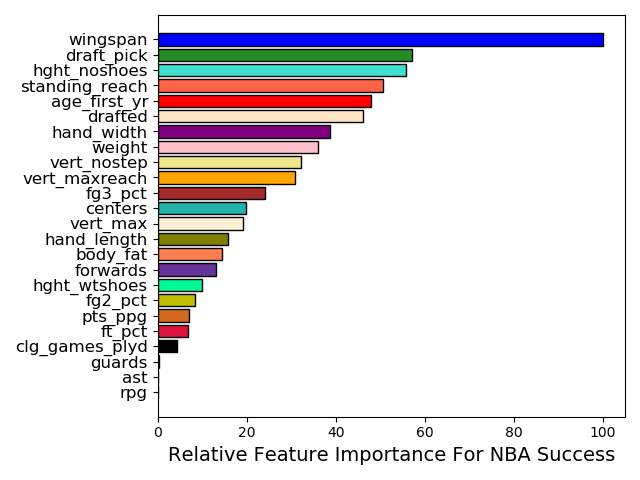 wingspan
draft_pick
hght_noshoes
standing_reach
age_first_yr
drafted
hand_width
weight
vert_nostep
vert_maxreach
fg3_pct
centers
vert_max
hand_length
body_fat
forwards
hght_wtshoes
fg2_pct
pts_ppg
ft_pct
clg_games_plyd
guards
ast
rpg
0 20 40 60 80 100
Relative Feature Importance For NBA Success